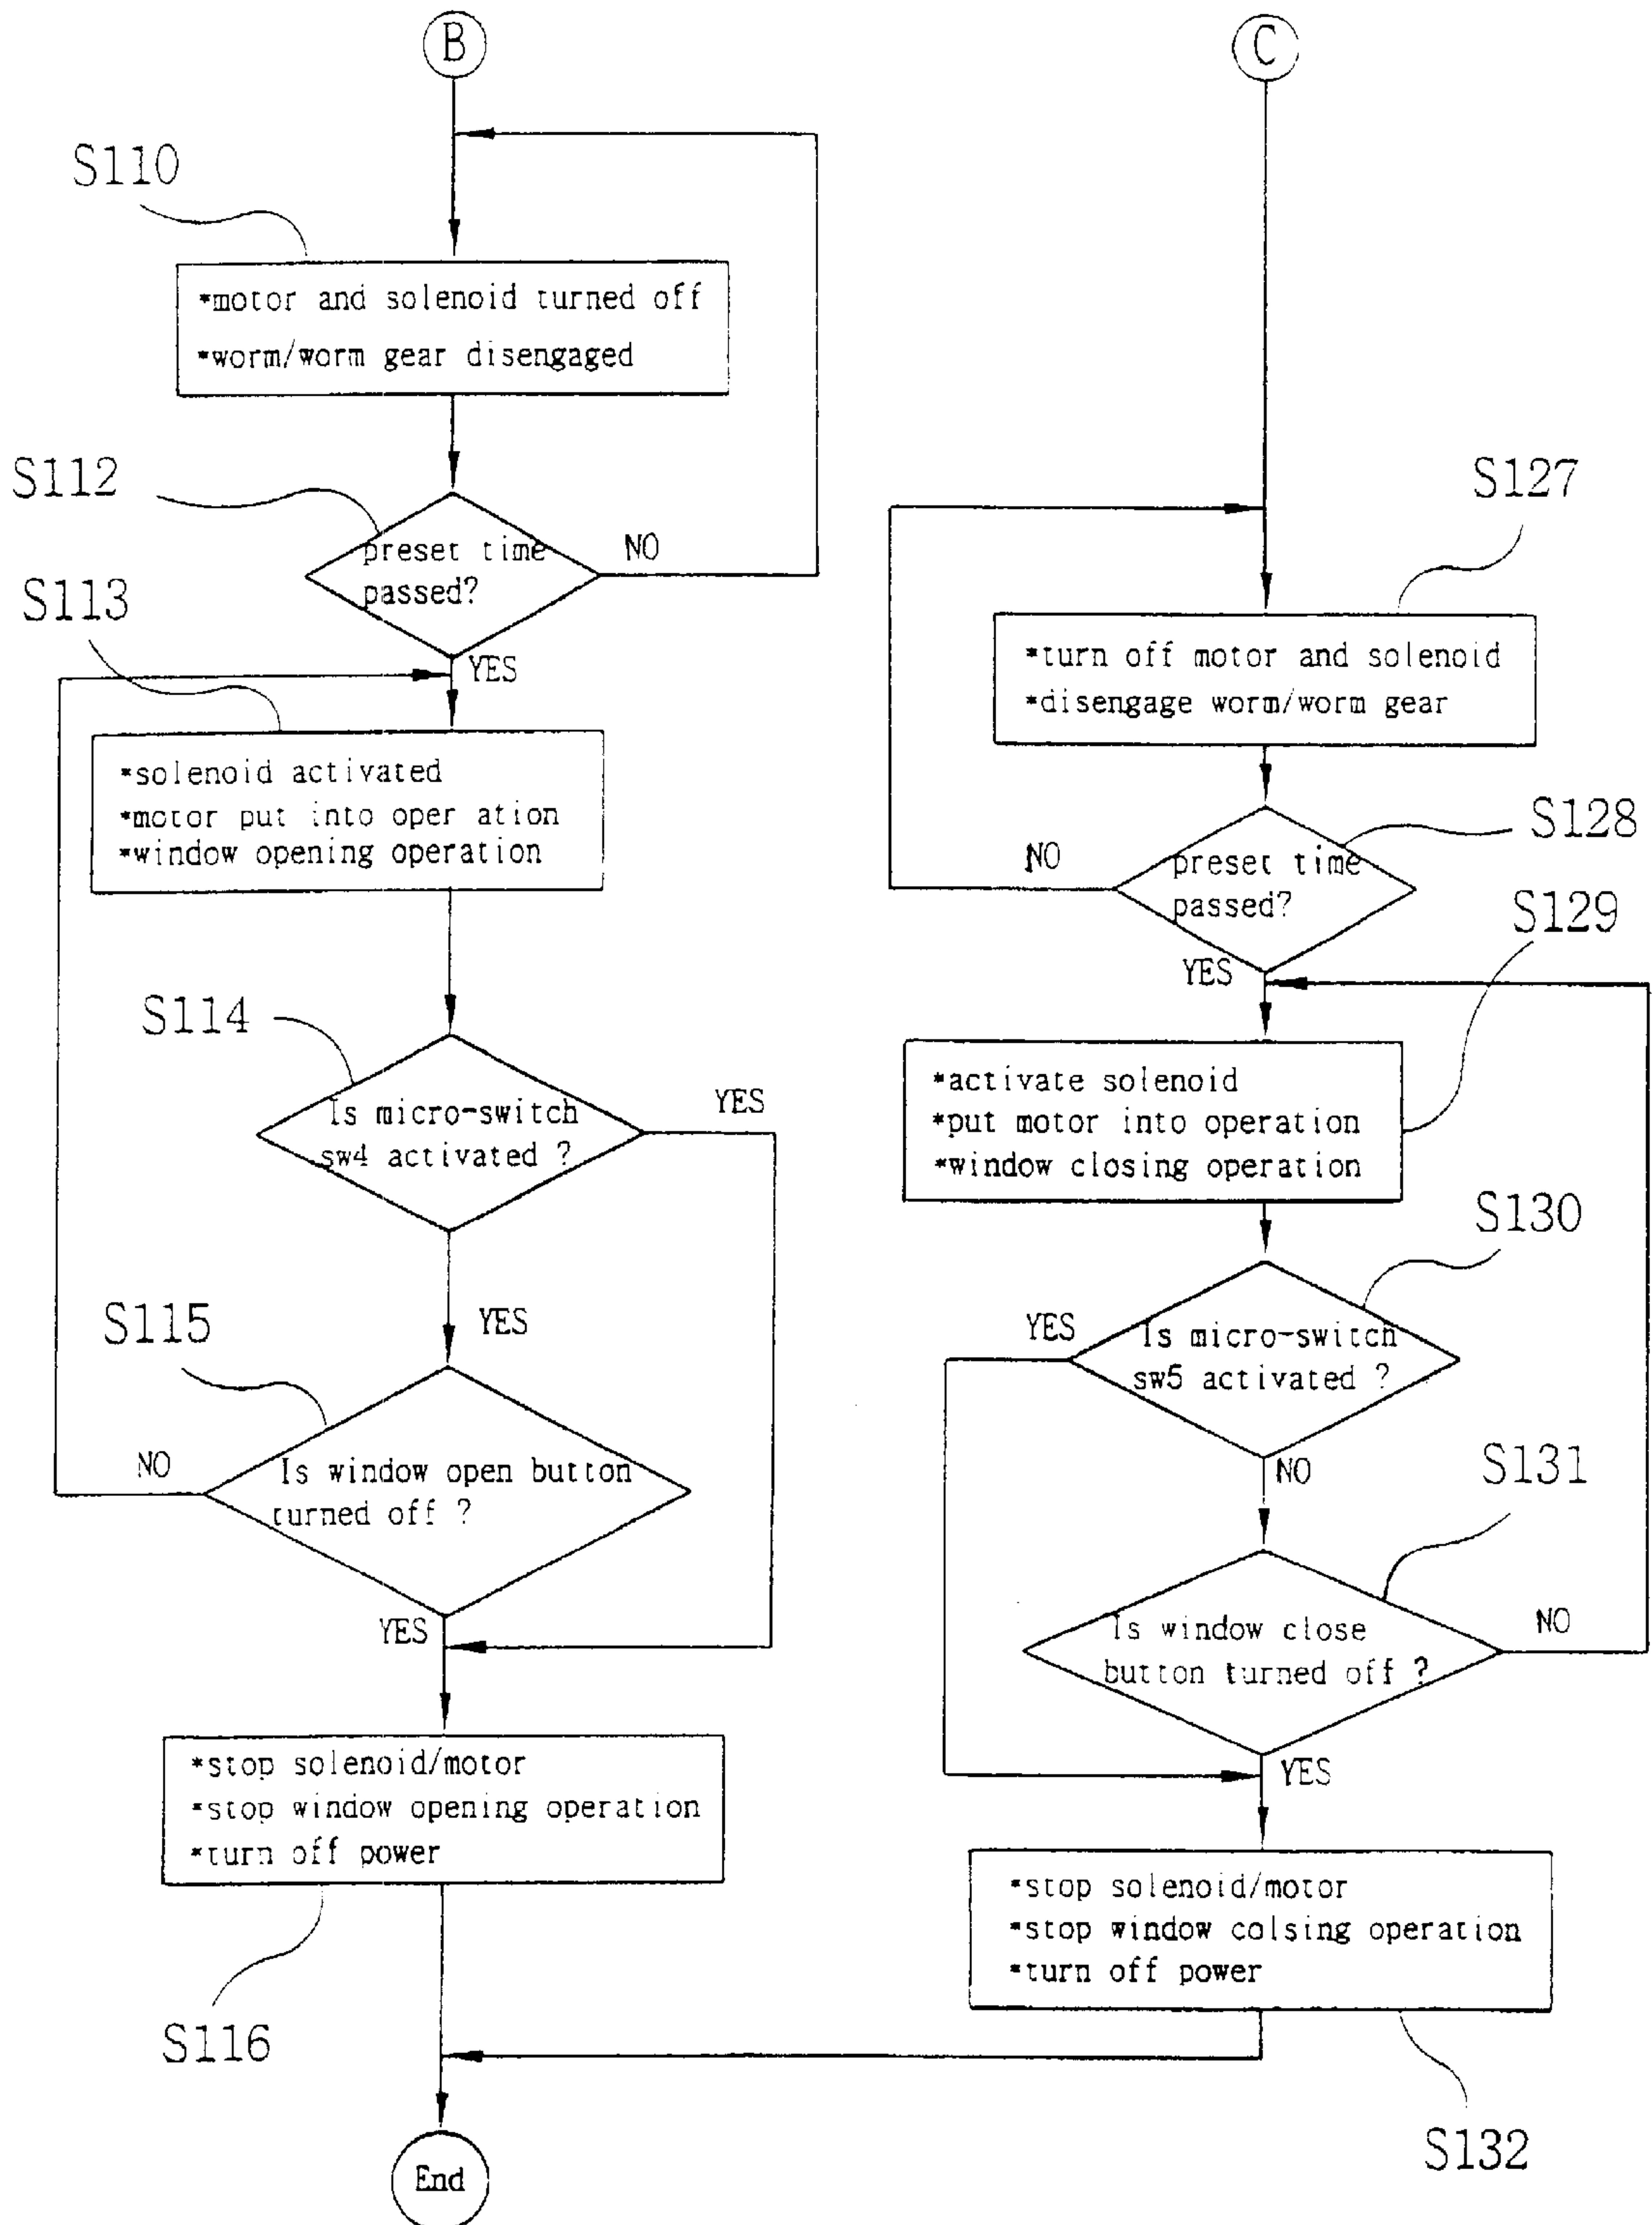 B
S110
*motor and solenoid turned off
*worm/worm gear disengaged
S112
preset time
passed?
NO
YES
S113
*solenoid activated
*motor put into oper ation
*window opening operation
S114
Is micro-switch
sw4 activated ?
YES
YES
S115
Is window open button
turned off ?
NO
YES
*stop solenoid/motor
*stop window opening operation
*turn off power
S116
End
C
S127
*turn off motor and solenoid
*disengage worm/worm gear
S128
preset time
passed?
NO
YES
S129
*activate solenoid
*put motor into operation
*window closing operation
S130
Is micro-switch
sw5 activated ?
YES
NO
S131
Is window close
button turned off ?
NO
YES
*stop solenoid/motor
*stop window colsing operation
*turn off power
S132